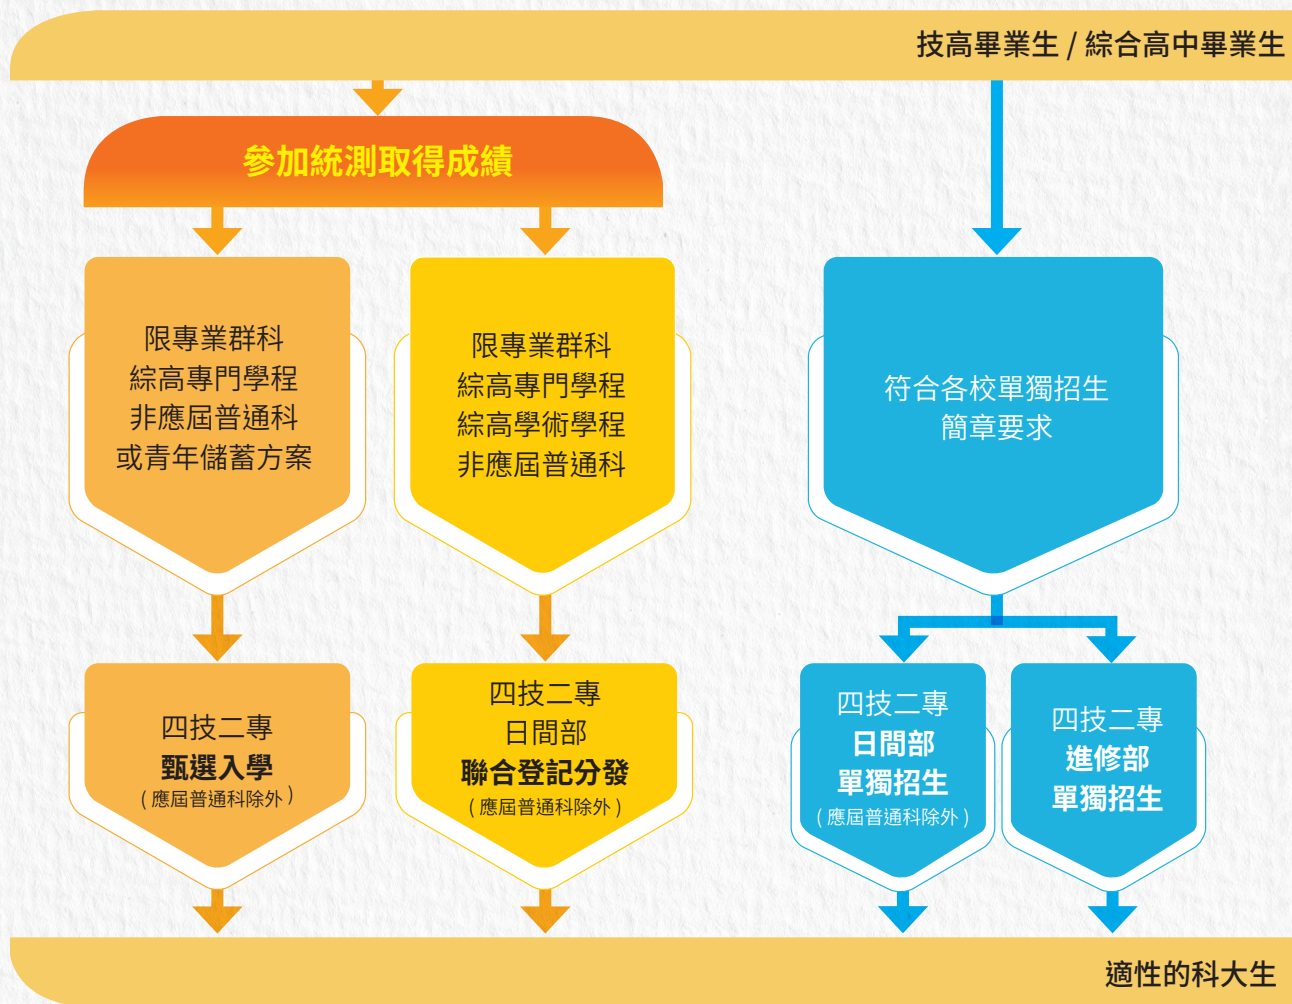 技高畢業生 / 綜合高中畢業生
參加統測取得成績
限專業群科
綜高專門學程
非應屆普通科
或青年儲蓄方案
限專業群科
綜高專門學程
綜高學術學程
非應屆普通科
符合各校單獨招生
簡章要求
四技二專
甄選入學
( 應屆普通科除外 )
四技二專
日間部
聯合登記分發
( 應屆普通科除外 )
四技二專
日間部
單獨招生
( 應屆普通科除外 )
四技二專
進修部
單獨招生
適性的科大生